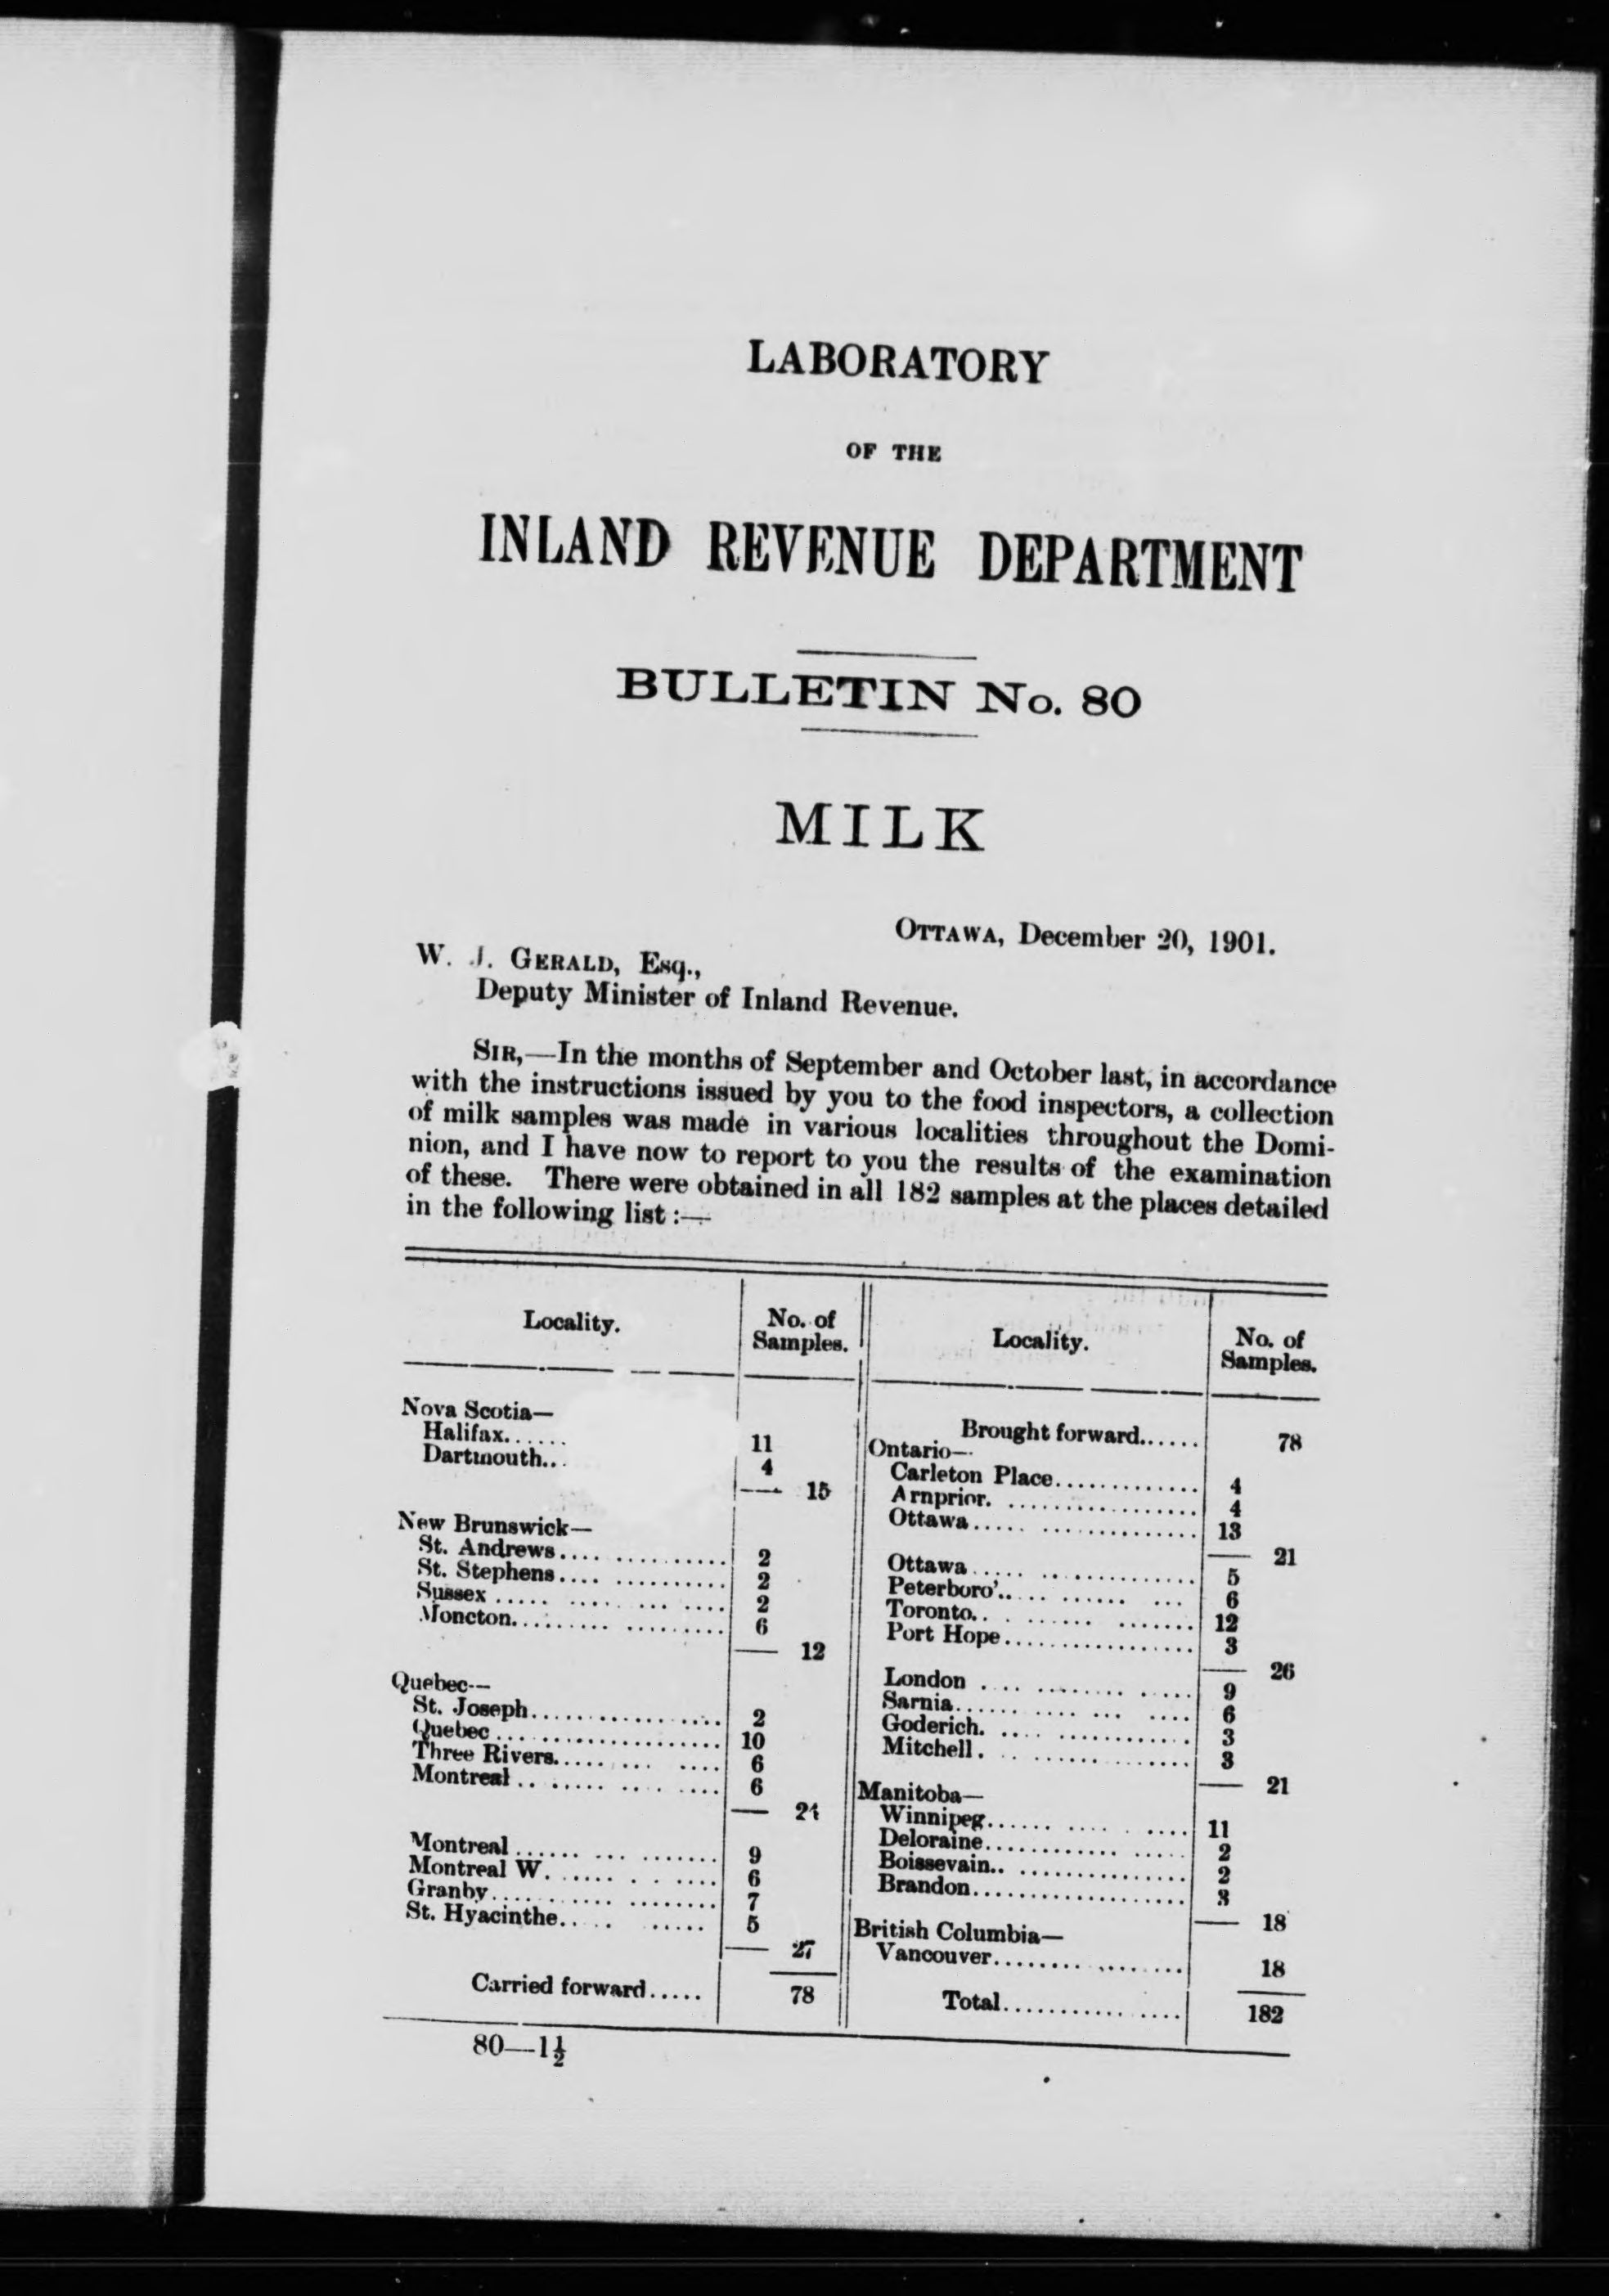 LABORATORY
OF THE
INLAND REVENUE DEPARTMENT
BULLETIN No. 80
MILK
OTTAWA, December 20, 1901.
W. J. GERALD, Esq.,
Deputy Minister of Inland Revenue.
SIR,—In the months of September and October last, in accordance
with the instructions issued by you to the food inspectors, a collection
of milk samples was made in various localities throughout the Domi-
nion, and I have now to report to you the results of the examination
of these. There were obtained in all 182 samples at the places detailed
in the following list :—
Locality.
No. of
Samples.
Nova Scotia—
Halifax...... 11
Dartmouth... 4
15
New Brunswick—
St. Andrews................ 2
St. Stephens............... 2
Sussex ................... 2
Moncton................... 6
12
Quebec—
St. Joseph.................. 2
Quebec ...................... 10
Three Rivers................ 6
Montreal .................. 6
24
Montreal .................. 9
Montreal W................ 6
Granby..................... 7
St. Hyacinthe............. 5
27
Carried forward..... 78
Locality.
No. of
Samples.
Brought forward...... 78
Ontario—
Carleton Place............. 4
Arnprior. .................. 4
Ottawa.................... 13
21
Ottawa.................... 5
Peterboro'................ 6
Toronto................... 12
Port Hope.................. 3
26
London .................... 9
Sarnia..................... 6
Goderich. ................. 3
Mitchell. ................. 3
21
Manitoba—
Winnipeg................... 11
Deloraine.................. 2
Boissevain................. 2
Brandon.................... 3
18
British Columbia—
Vancouver................. 18
Total................ 182
80—1½